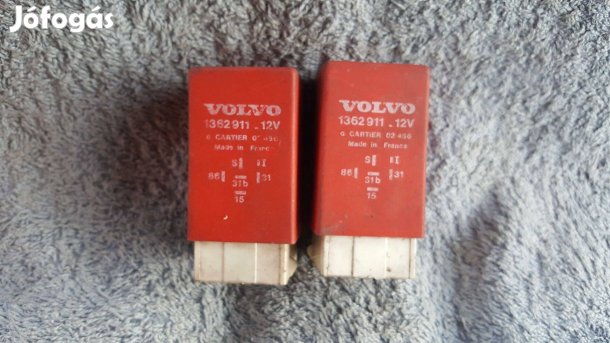 Jófogás
VOLVO
1362911 . 12V
CARTIER
Made in Franc
S I
86 31b 31
15
VOLVO
1362911 . 12V
CARTIER 02 450
Made in France
S I
86 31b 31
15